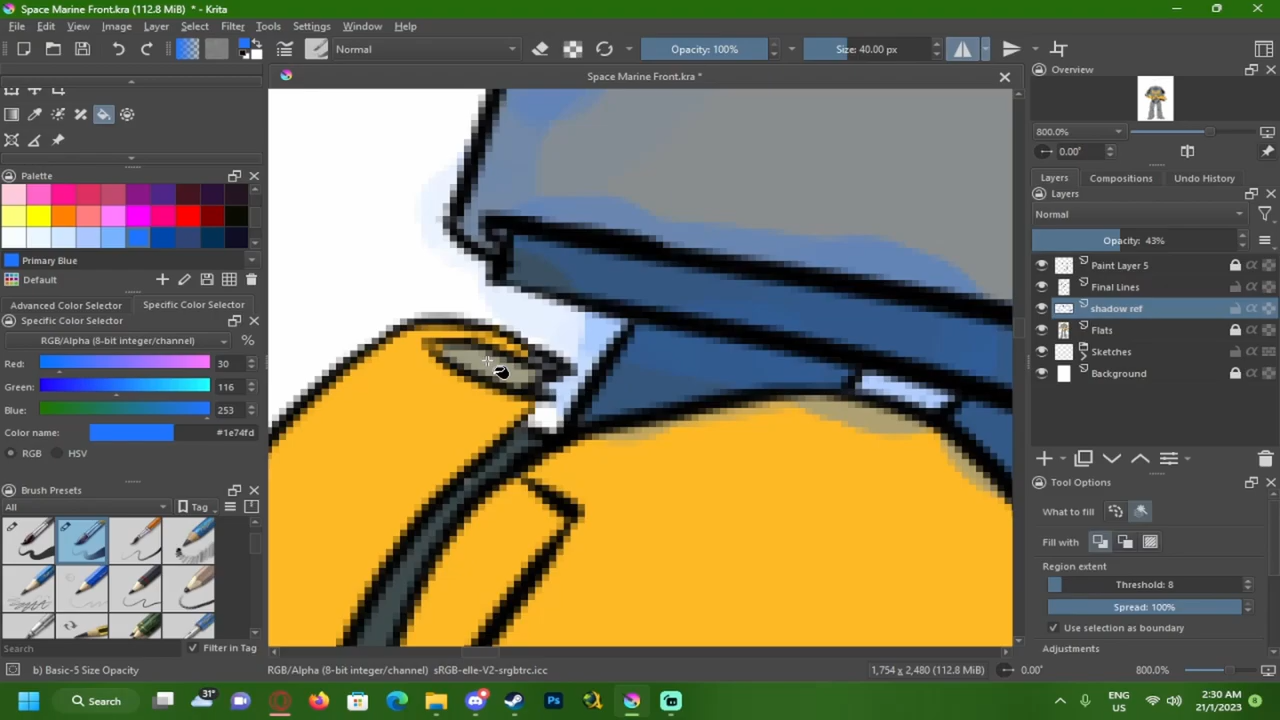 Space Marine Front.kra (112.8 MiB) * - Krita
File Edit View Image Layer Select Filter Tools Settings Window Help
Normal Opacity: 100% Size: 40.00 px
Space Marine Front.kra *
Overview
800.0%
0.00°
Layers Compositions Undo History
Layers
Normal
Opacity: 43%
Paint Layer 5
Final Lines
shadow ref
Flats
Sketches
Background
Tool Options
What to fill
Fill with
Region extent
Threshold: 8
Spread: 100%
Use selection as boundary
Adjustments
Palette
Primary Blue
Default
Advanced Color Selector Specific Color Selector
Specific Color Selector
RGB/Alpha (8-bit integer/channel) %
Red: 30
Green: 116
Blue: 253
Color name: #1e74fd
RGB HSV
Brush Presets
All Tag
Search Filter in Tag
b) Basic-5 Size Opacity RGB/Alpha (8-bit integer/channel) sRGB-elle-V2-srgbtrc.icc 1,754 x 2,480 (112.8 MiB) 0.00° 800.0%
Search 31° Ps ENG US 2:30 AM 21/1/2023 8